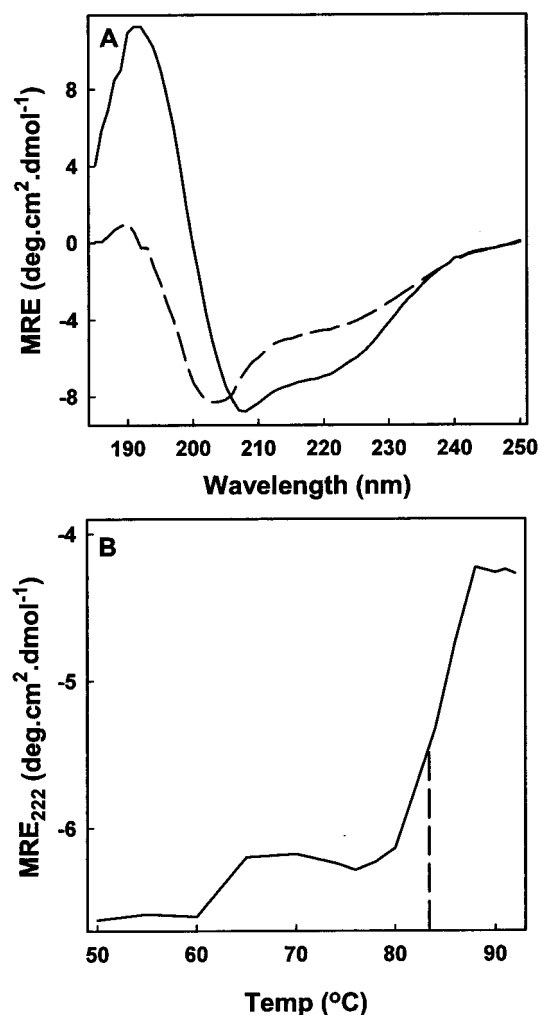 A
MRE (deg.cm².dmol⁻¹)
8
4
0
-4
-8
190 200 210 220 230 240 250
Wavelength (nm)
B
MRE₂₂₂ (deg.cm².dmol⁻¹)
-4
-5
-6
50 60 70 80 90
Temp (°C)